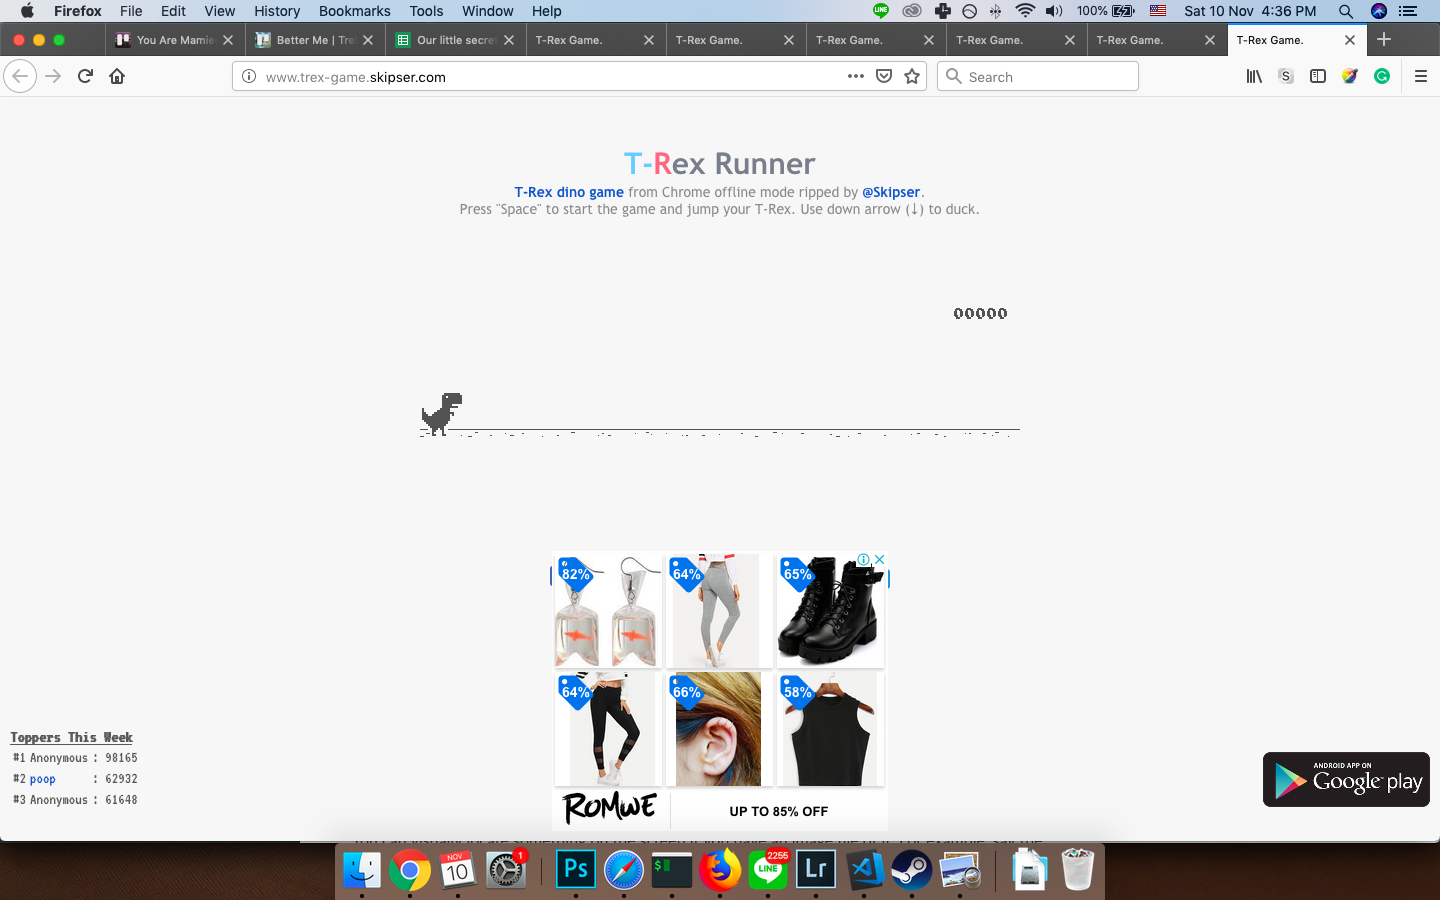 Firefox File Edit View History Bookmarks Tools Window Help 100% Sat 10 Nov 4:36 PM
You Are Mamie Better Me | Tre Our little secre T-Rex Game. T-Rex Game. T-Rex Game. T-Rex Game. T-Rex Game. T-Rex Game.
www.trex-game.skipser.com Search S
T-Rex Runner
T-Rex dino game from Chrome offline mode ripped by @Skipser.
Press "Space" to start the game and jump your T-Rex. Use down arrow (↓) to duck.
00000
82% 64% 65%
64% 66% 58%
ROMWE UP TO 85% OFF
Toppers This Week
#1 Anonymous : 98165
#2 poop : 62932
#3 Anonymous : 61648
ANDROID APP ON
Google play
NOV
10
1
Ps
$
LINE
2255
Lr